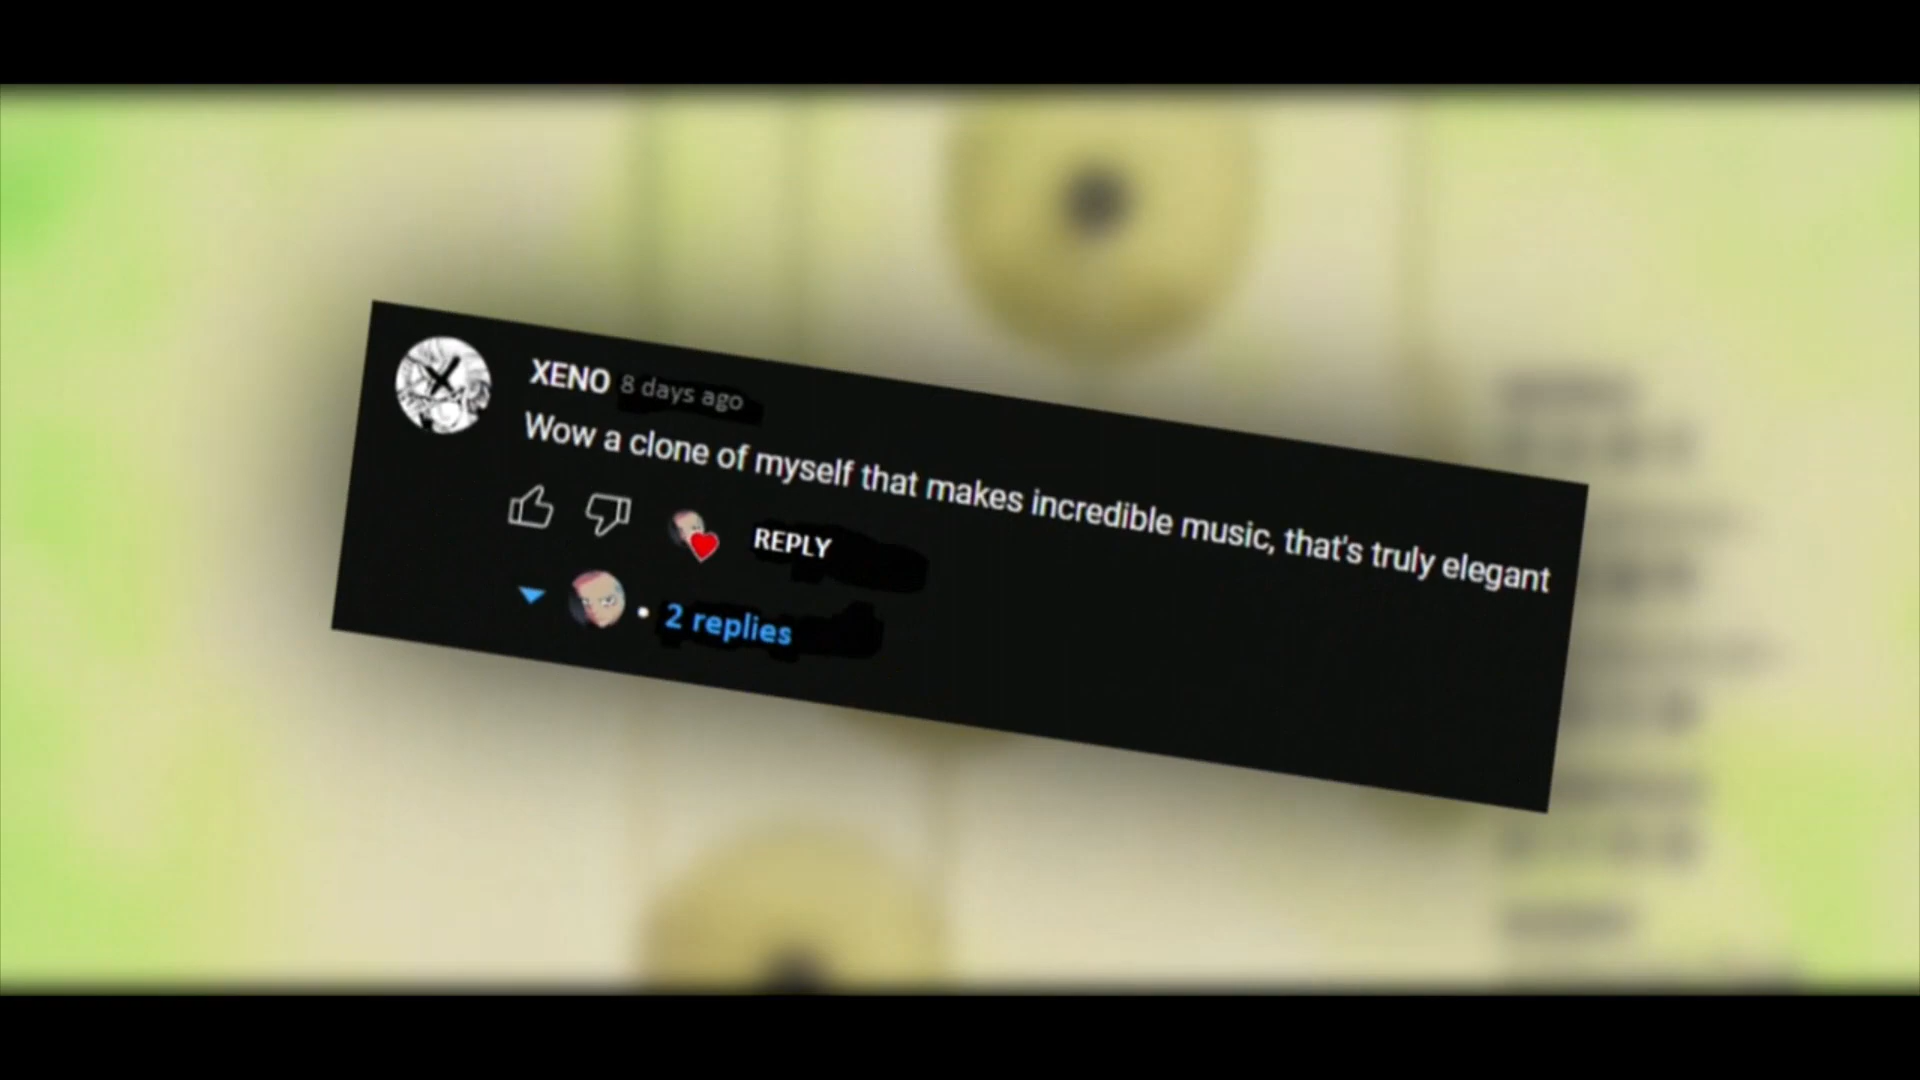 XENO 8 days ago
Wow a clone of myself that makes incredible music, that's truly elegant
REPLY
2 replies